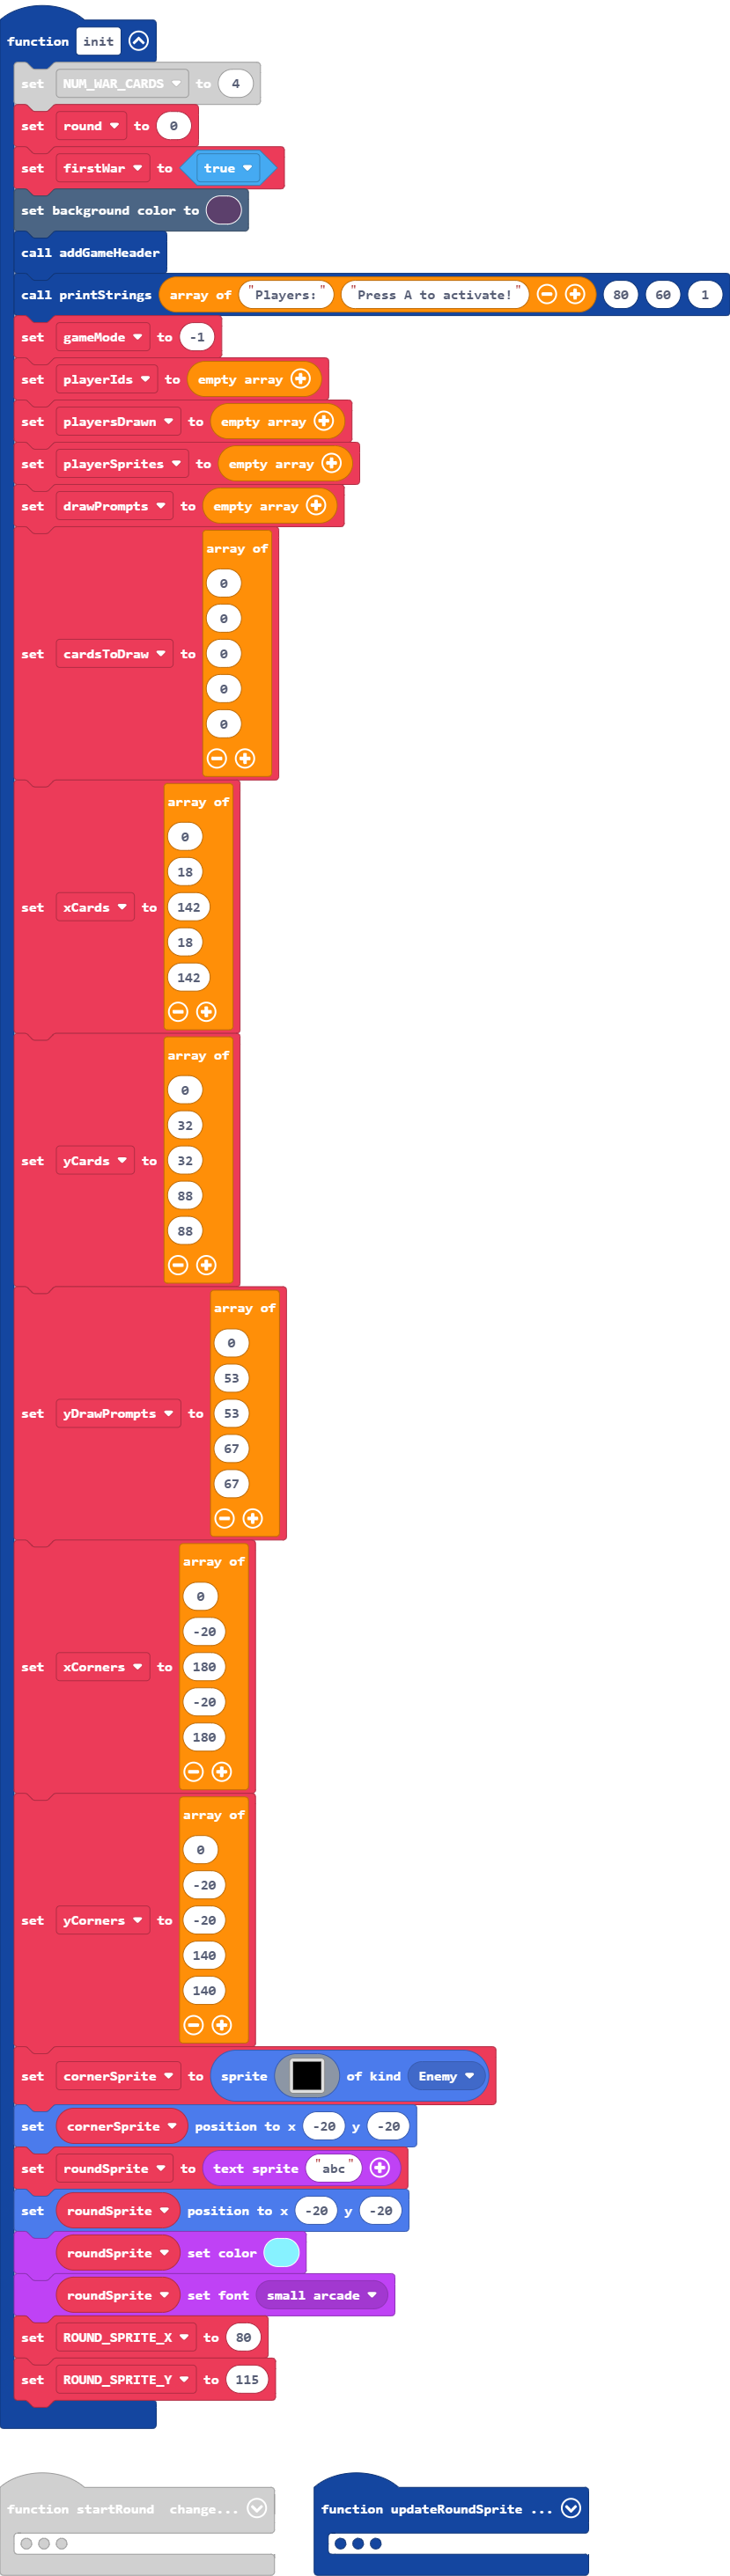 function init
set NUM_WAR_CARDS to 4
set round to 0
set firstWar to true
set background color to
call addGameHeader
call printStrings array of "Players:" "Press A to activate!" 80 60 1
set gameMode to -1
set playerIds to empty array
set playersDrawn to empty array
set playerSprites to empty array
set drawPrompts to empty array
array of
0
0
set cardsToDraw to 0
0
0
array of
0
18
set xCards to 142
18
142
array of
0
32
set yCards to 32
88
88
array of
0
53
set yDrawPrompts to 53
67
67
array of
0
-20
set xCorners to 180
-20
180
array of
0
-20
set yCorners to -20
140
140
set cornerSprite to sprite of kind Enemy
set cornerSprite position to x -20 y -20
set roundSprite to text sprite "abc"
set roundSprite position to x -20 y -20
roundSprite set color
roundSprite set font small arcade
set ROUND_SPRITE_X to 80
set ROUND_SPRITE_Y to 115
function startRound change...
function updateRoundSprite ...